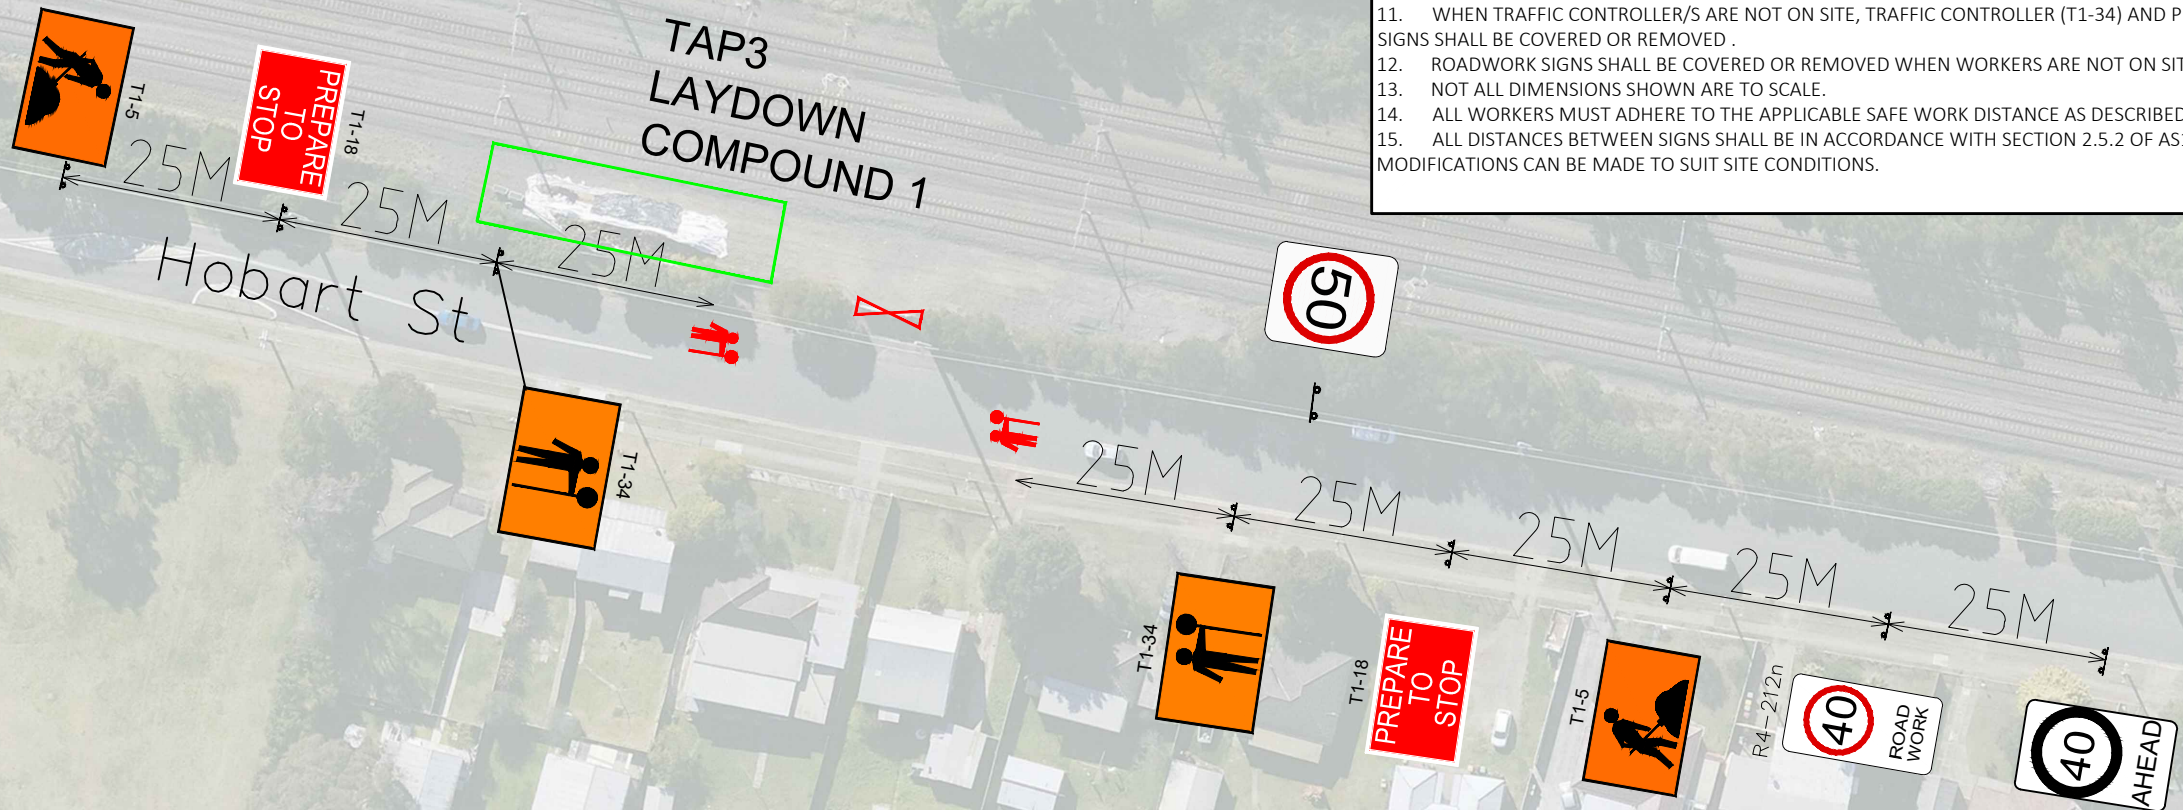 11. WHEN TRAFFIC CONTROLLER/S ARE NOT ON SITE, TRAFFIC CONTROLLER (T1-34) AND
SIGNS SHALL BE COVERED OR REMOVED .
12. ROADWORK SIGNS SHALL BE COVERED OR REMOVED WHEN WORKERS ARE NOT ON
13. NOT ALL DIMENSIONS SHOWN ARE TO SCALE.
14. ALL WORKERS MUST ADHERE TO THE APPLICABLE SAFE WORK DISTANCE AS DESCRIBED
15. ALL DISTANCES BETWEEN SIGNS SHALL BE IN ACCORDANCE WITH SECTION 2.5.2 OF
MODIFICATIONS CAN BE MADE TO SUIT SITE CONDITIONS.
TAP3
LAYDOWN
COMPOUND 1
T1-5
PREPARE
TO
STOP
T1-18
25M
25M
25M
Hobart St
T1-34
50
25M
25M
25M
25M
25M
T1-34
T1-18
PREPARE
TO
STOP
T1-5
R4-212n
40
ROAD
WORK
40
AHEAD